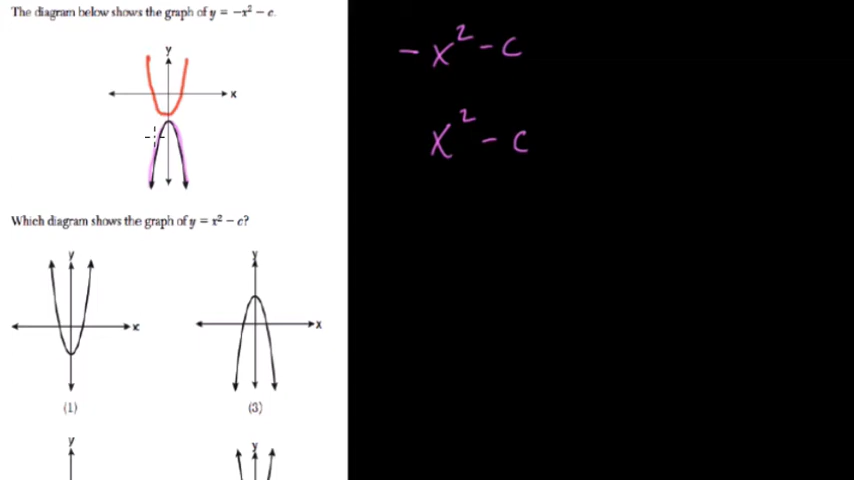 The diagram below shows the graph of y = −x² − c.
y
x
− x² − c
x² − c
Which diagram shows the graph of y = x² − c?
y
y
x
x
(1)
(3)
y
y